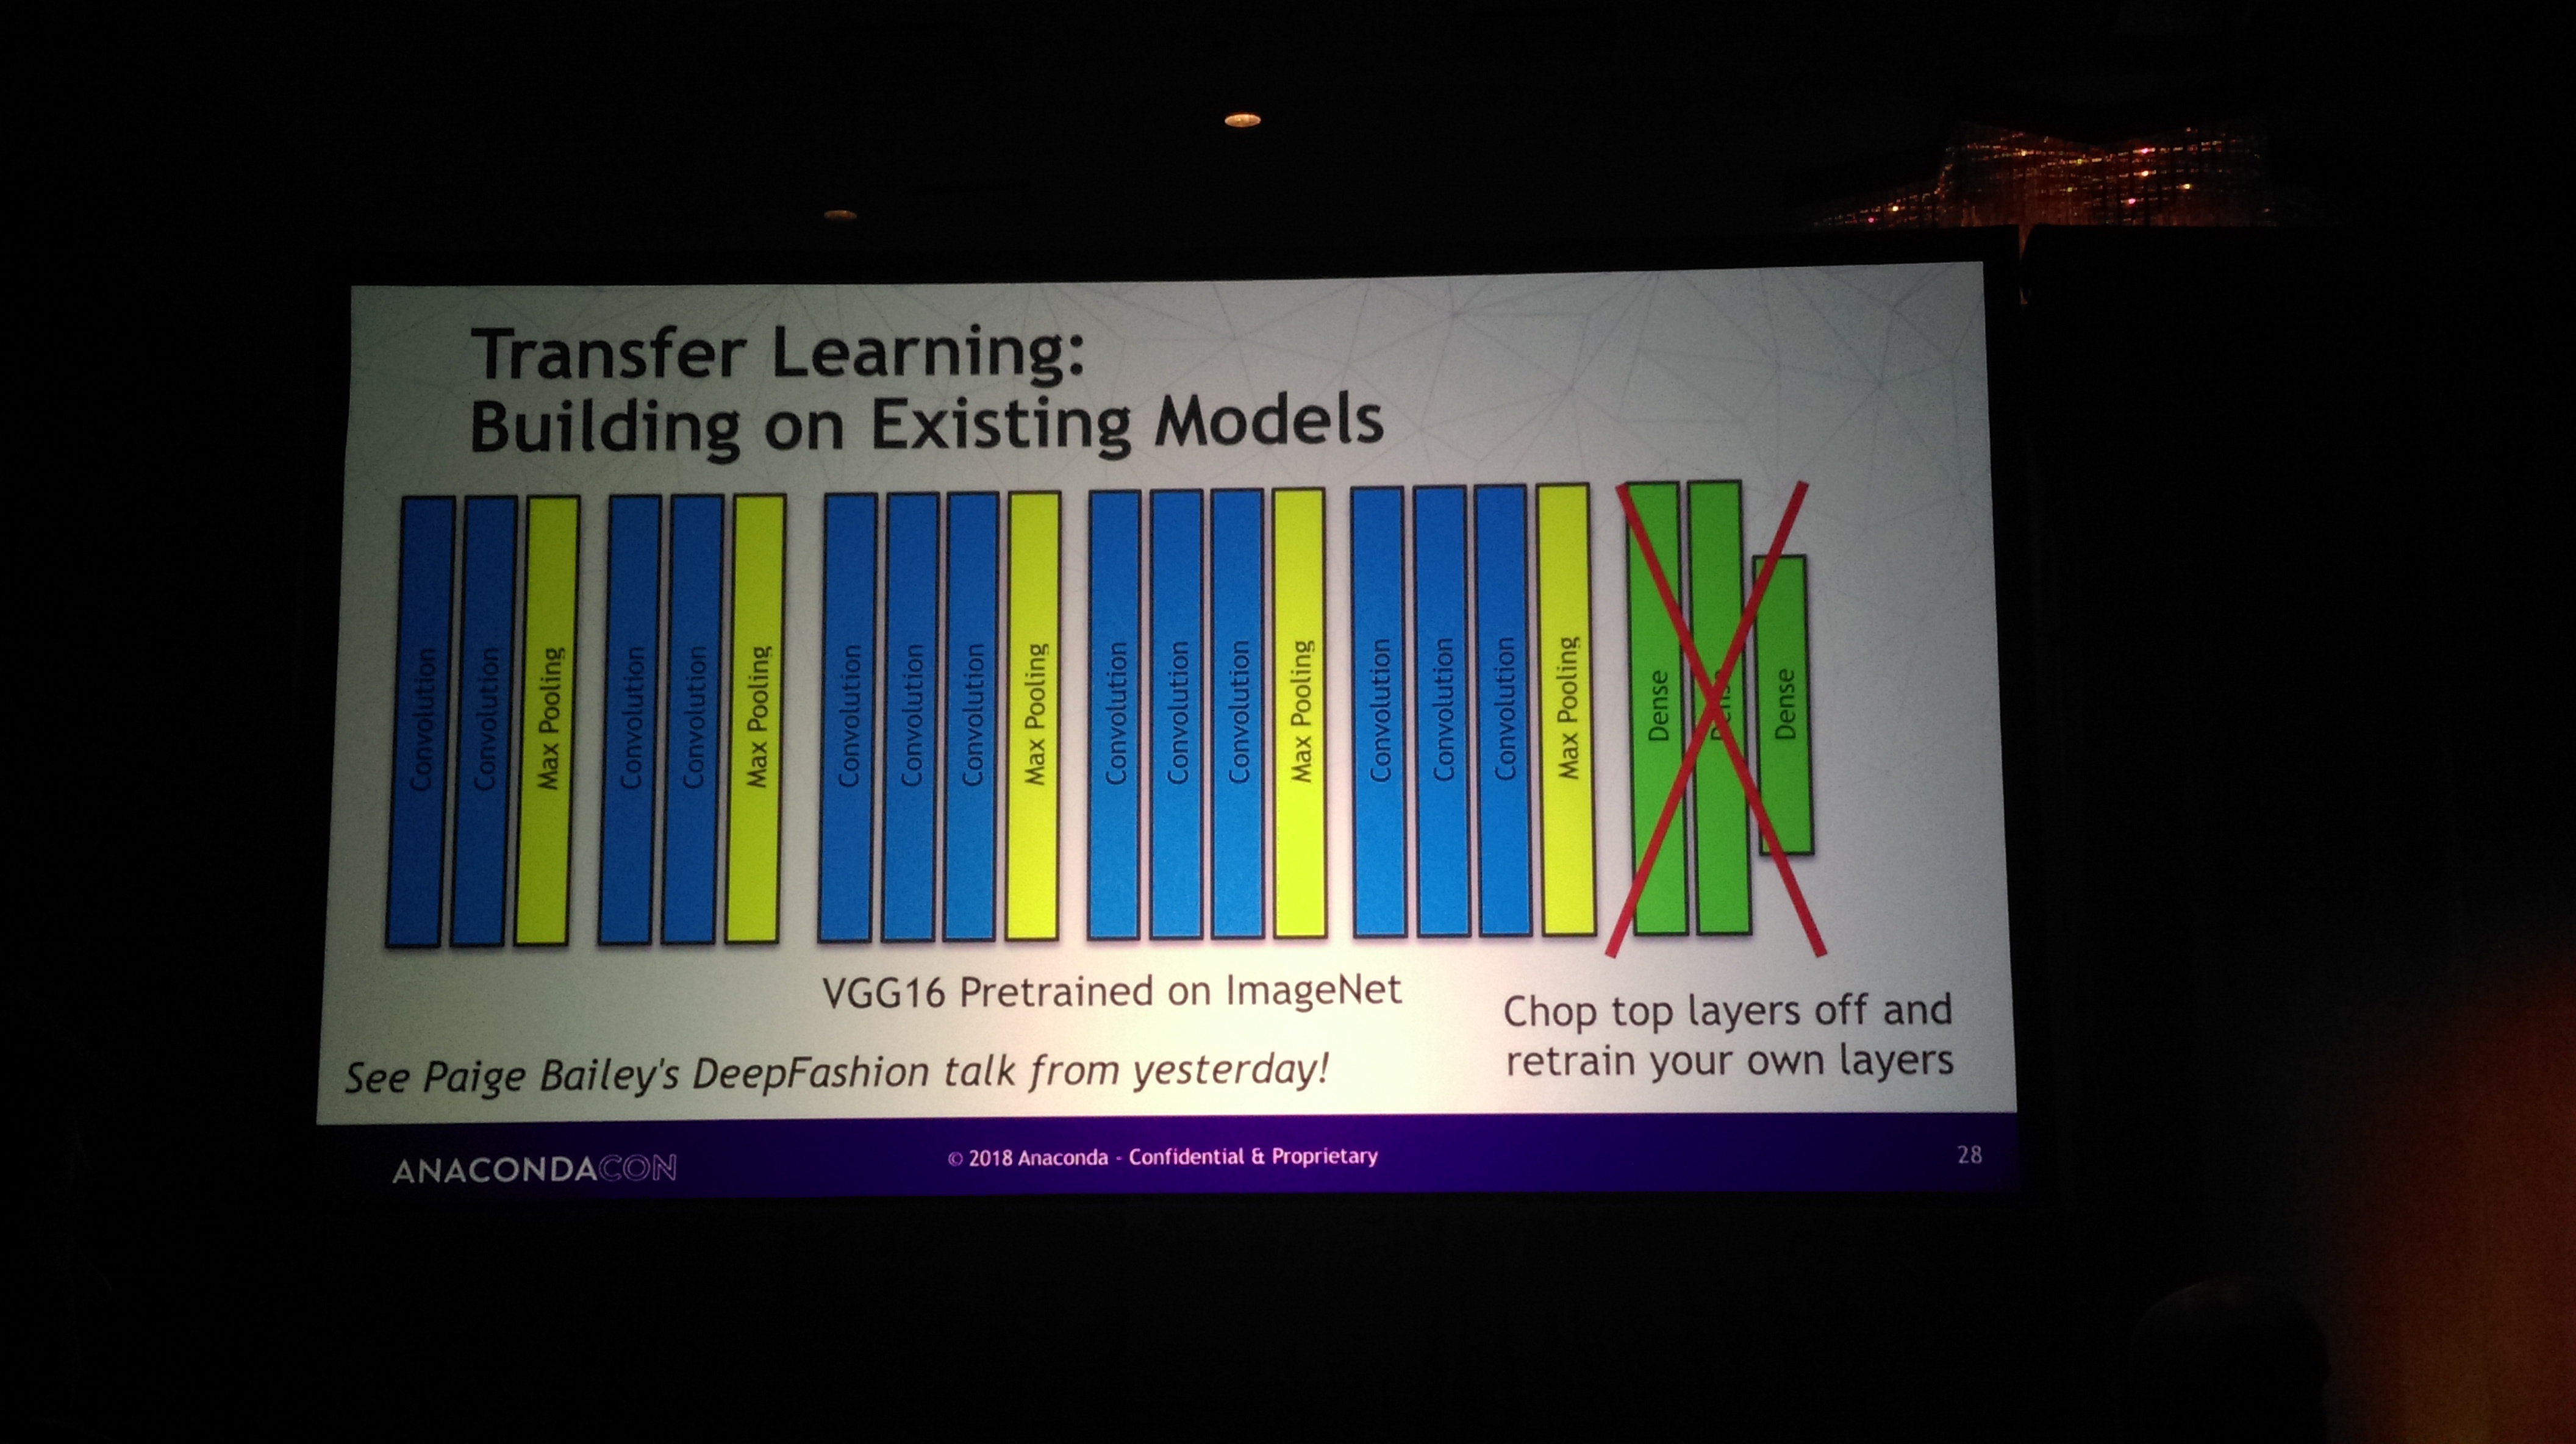 Transfer Learning:
Building on Existing Models
Convolution
Convolution
Max Pooling
Convolution
Convolution
Max Pooling
Convolution
Convolution
Convolution
Max Pooling
Convolution
Convolution
Convolution
Max Pooling
Convolution
Convolution
Convolution
Max Pooling
Dense
Dense
Dense
VGG16 Pretrained on ImageNet
Chop top layers off and
retrain your own layers
See Paige Bailey's DeepFashion talk from yesterday!
ANACONDACON
© 2018 Anaconda - Confidential & Proprietary
28